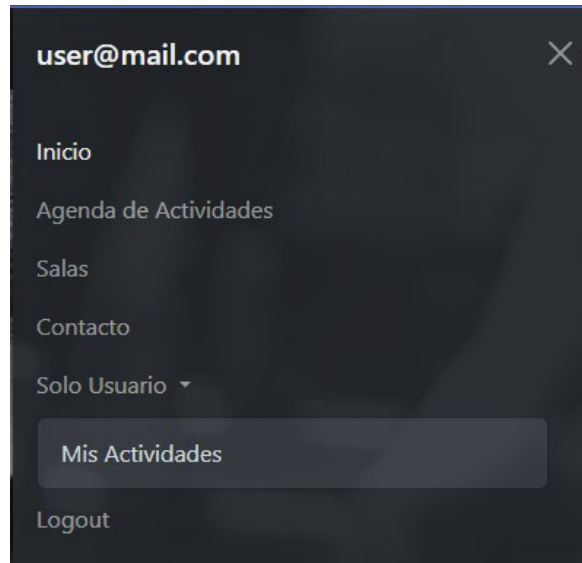 user@mail.com
Inicio
Agenda de Actividades
Salas
Contacto
Solo Usuario
Mis Actividades
Logout